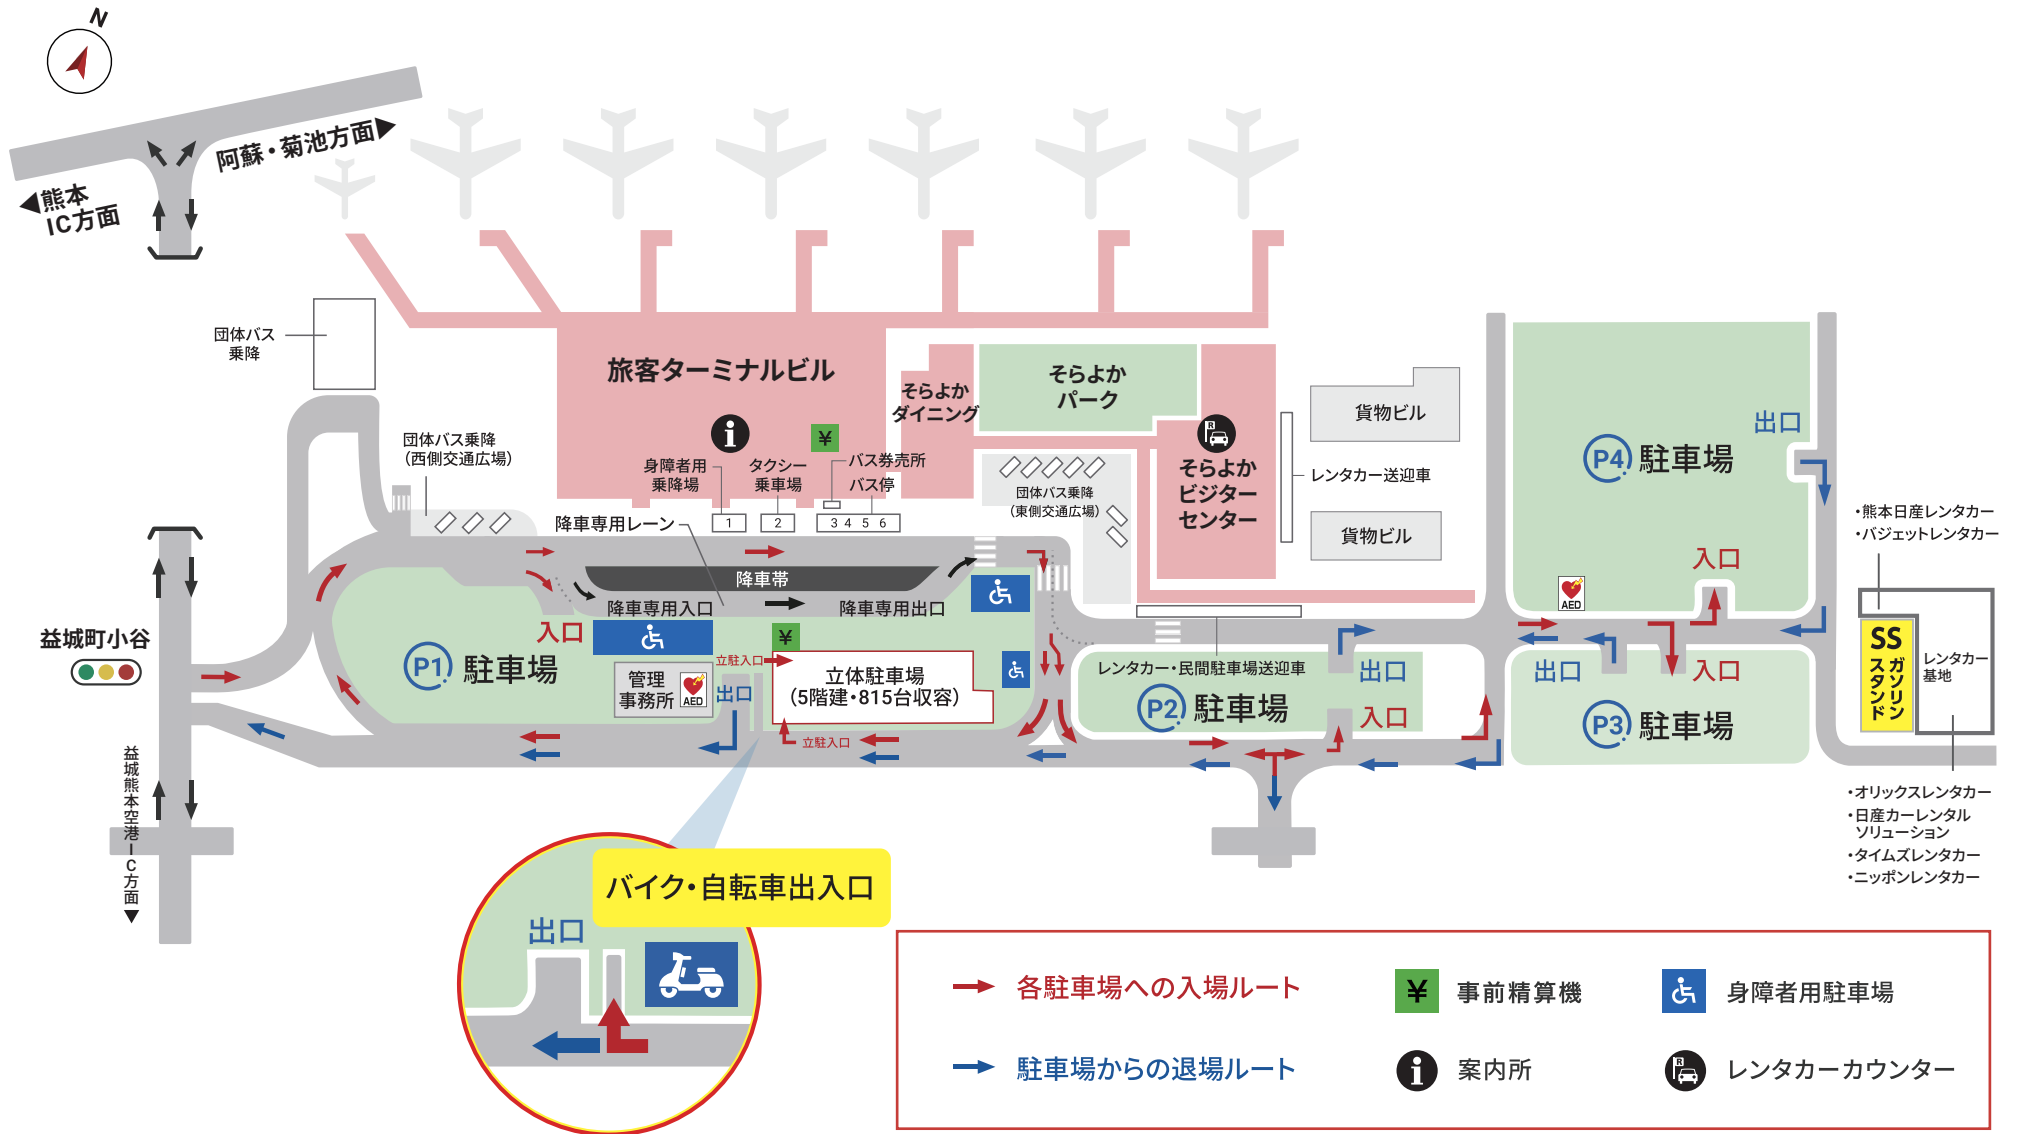 N
阿蘇・菊池方面▶
◀熊本
IC方面
団体バス
乗降
旅客ターミナルビル
そらよか
ダイニング
そらよか
パーク
団体バス乗降
(西側交通広場)
i
¥
身障者用
乗降場
タクシー
乗車場
バス券売所
バス停
1
2
3 4 5 6
団体バス乗降
(東側交通広場)
R
そらよか
ビジター
センター
貨物ビル
レンタカー送迎車
貨物ビル
降車専用レーン
降車帯
降車専用入口
降車専用出口
益城町小谷
P1 駐車場
入口
管理
事務所
AED
¥
立駐入口
出口
立体駐車場
(5階建・815台収容)
立駐入口
レンタカー・民間駐車場送迎車
P2 駐車場
出口
入口
P4 駐車場
出口
入口
AED
出口
入口
P3 駐車場
・熊本日産レンタカー
・バジェットレンタカー
SS
ガソリン
スタンド
レンタカー
基地
・オリックスレンタカー
・日産カーレンタル
ソリューション
・タイムズレンタカー
・ニッポンレンタカー
益城熊本空港IC方面▼
バイク・自転車出入口
出口
各駐車場への入場ルート
¥
事前精算機
身障者用駐車場
駐車場からの退場ルート
i
案内所
R
レンタカーカウンター